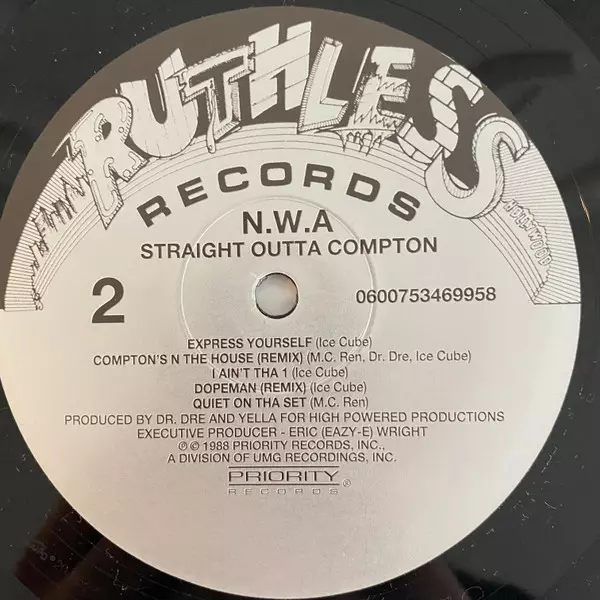 RUTHLESS
RECORDS
HOLLYWOOD
N.W.A
STRAIGHT OUTTA COMPTON
2
0600753469958
EXPRESS YOURSELF (Ice Cube)
COMPTON'S N THE HOUSE (REMIX) (M.C. Ren, Dr. Dre, Ice Cube)
I AIN'T THA 1 (Ice Cube)
DOPEMAN (REMIX) (Ice Cube)
QUIET ON THA SET (M.C. Ren)
PRODUCED BY DR. DRE AND YELLA FOR HIGH POWERED PRODUCTIONS
EXECUTIVE PRODUCER - ERIC (EAZY-E) WRIGHT
℗ © 1988 PRIORITY RECORDS, INC.,
A DIVISION OF UMG RECORDINGS, INC.
PRIORITY
RECORDS ®